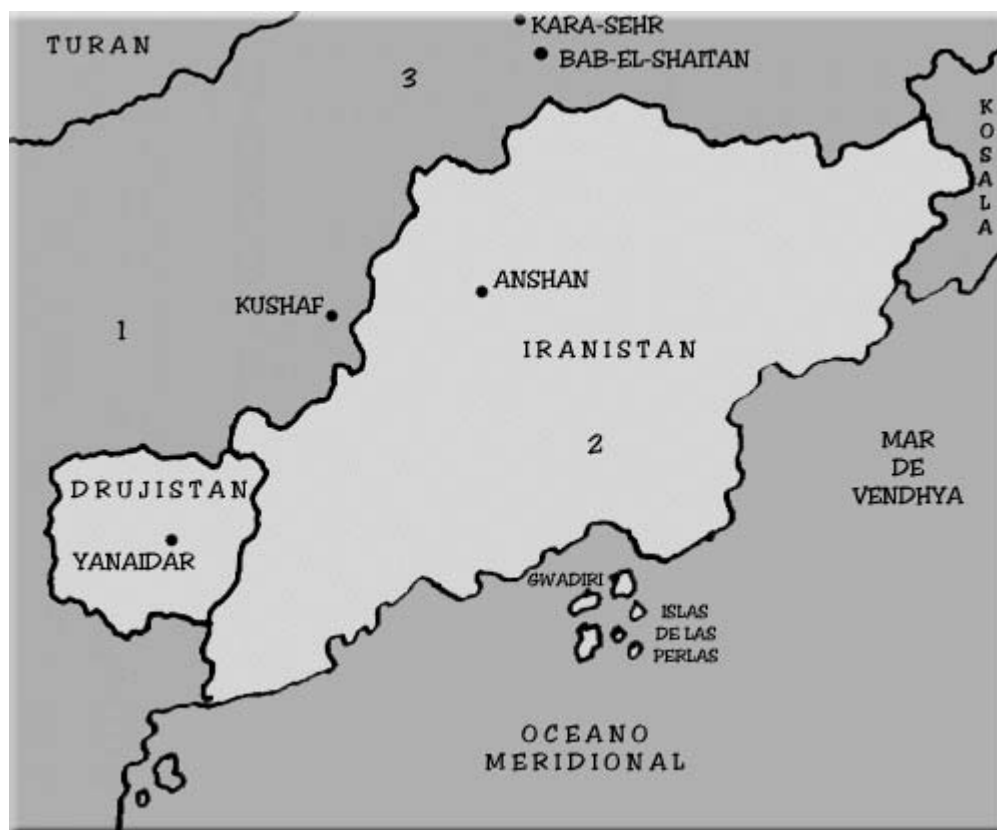 KARA-SEHR
TURAN
BAB-EL-SHAITAN
3
KOSALA
ANSHAN
KUSHAF
1
IRANISTAN
2
MAR
DE
VENDHYA
DRUJISTAN
YANAIDAR
GWADIRI
ISLAS
DE LAS
PERLAS
OCEANO
MERIDIONAL